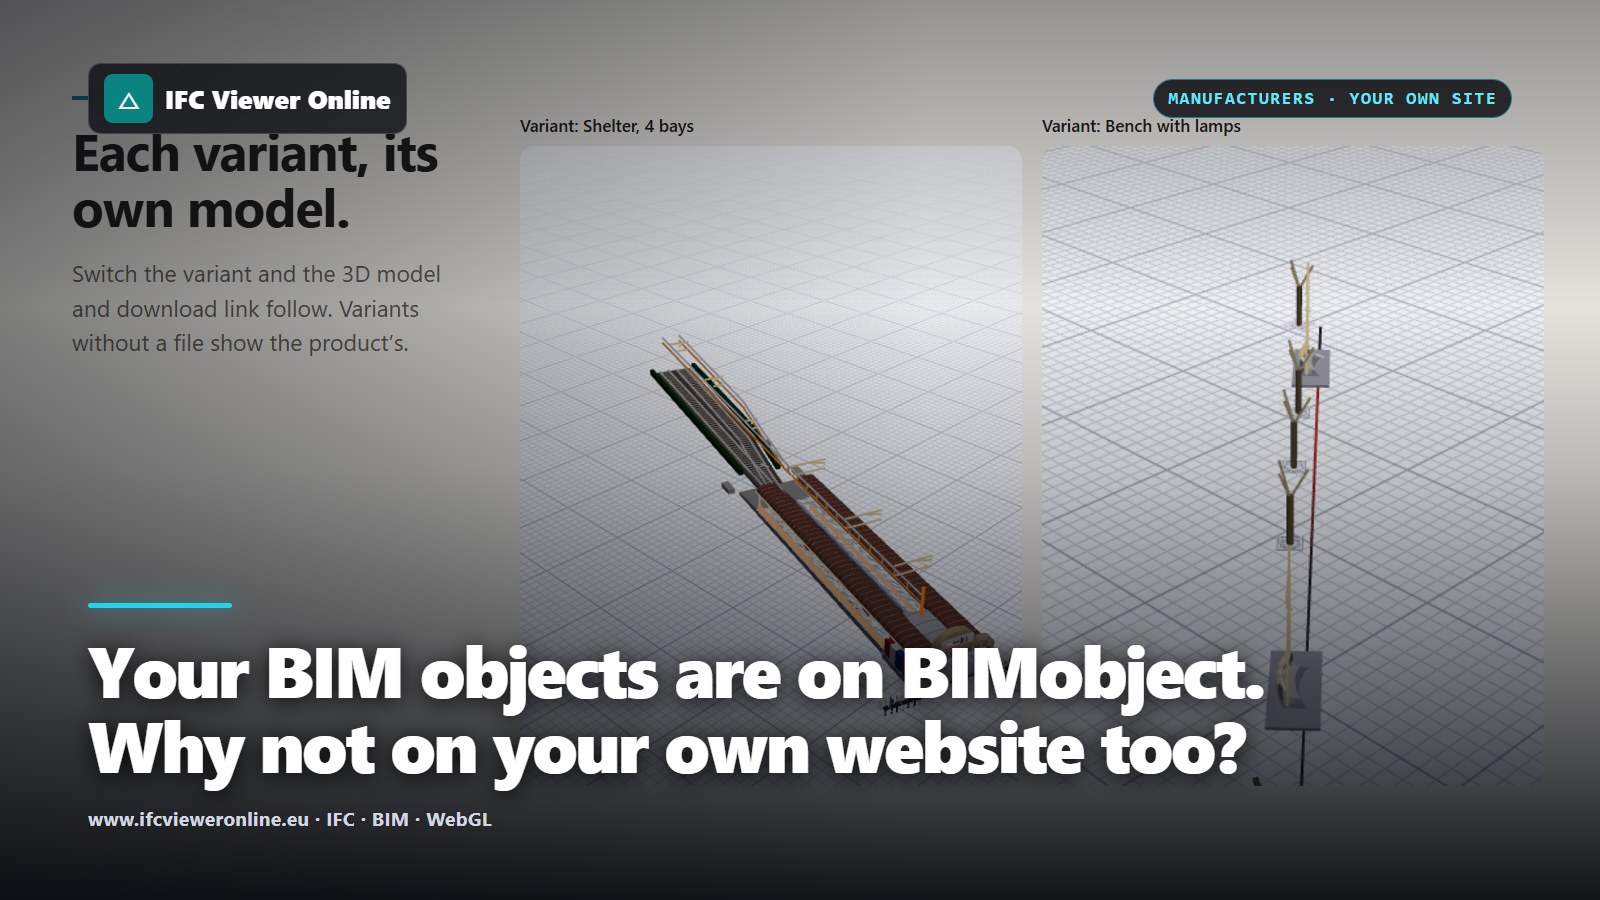 IFC Viewer Online
MANUFACTURERS · YOUR OWN SITE
Each variant, its
own model.
Switch the variant and the 3D model
and download link follow. Variants
without a file show the product’s.
Variant: Shelter, 4 bays
Variant: Bench with lamps
Your BIM objects are on BIMobject.
Why not on your own website too?
www.ifcvieweronline.eu · IFC · BIM · WebGL